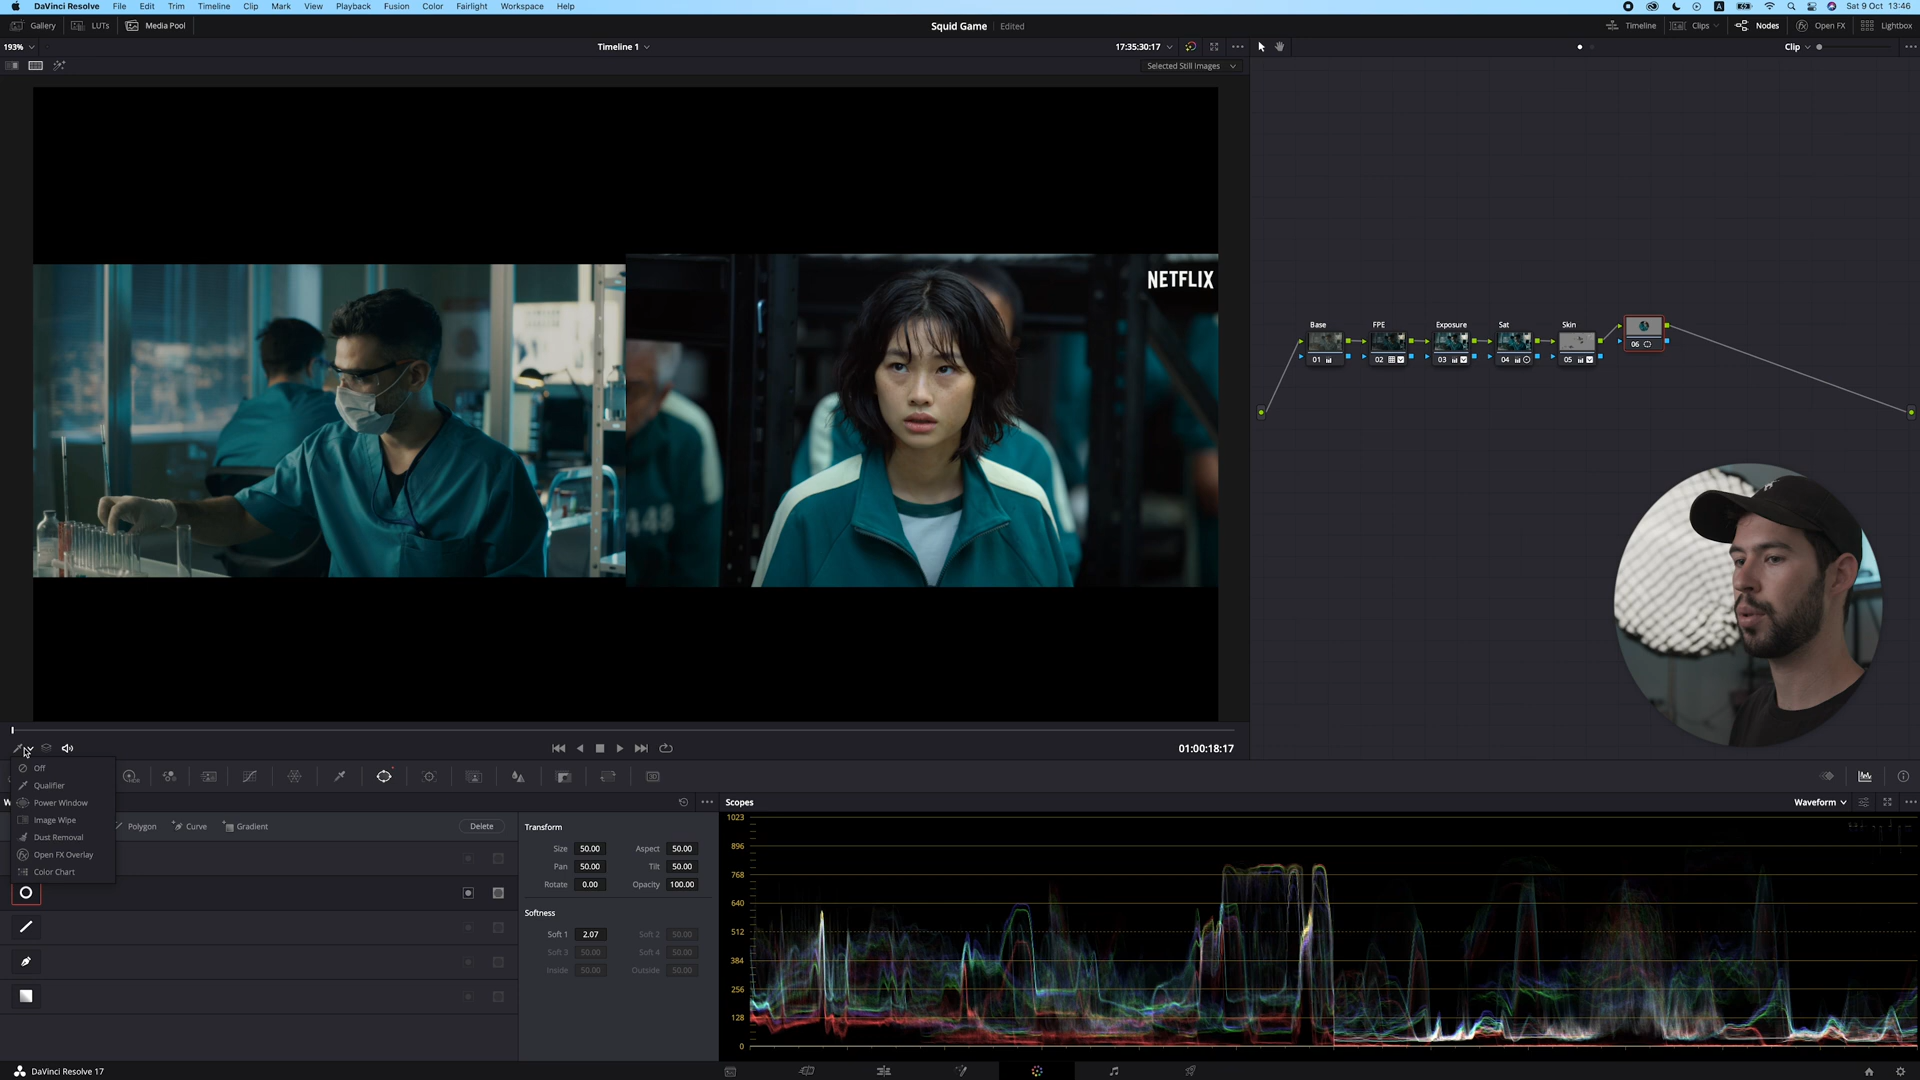 DaVinci Resolve File Edit Trim Timeline Clip Mark View Playback Fusion Color Fairlight Workspace Help
A Sat 9 Oct 13:46
Gallery LUTs Media Pool
Squid Game Edited
Timeline Clips Nodes Open FX Lightbox
193%
Timeline 1
17:35:30:17
Clip
Selected Still Images
NETFLIX
448
Base FPE Exposure Sat Skin
01 02 03 04 05 06
01:00:18:17
Off
Qualifier
Power Window
Image Wipe
Dust Removal
Open FX Overlay
Color Chart
Polygon Curve Gradient Delete
Transform
Size 50.00 Aspect 50.00
Pan 50.00 Tilt 50.00
Rotate 0.00 Opacity 100.00
Softness
Soft 1 2.07 Soft 2 50.00
Soft 3 50.00 Soft 4 50.00
Inside 50.00 Outside 50.00
Scopes
Waveform
1023
896
768
640
512
384
256
128
0
DaVinci Resolve 17